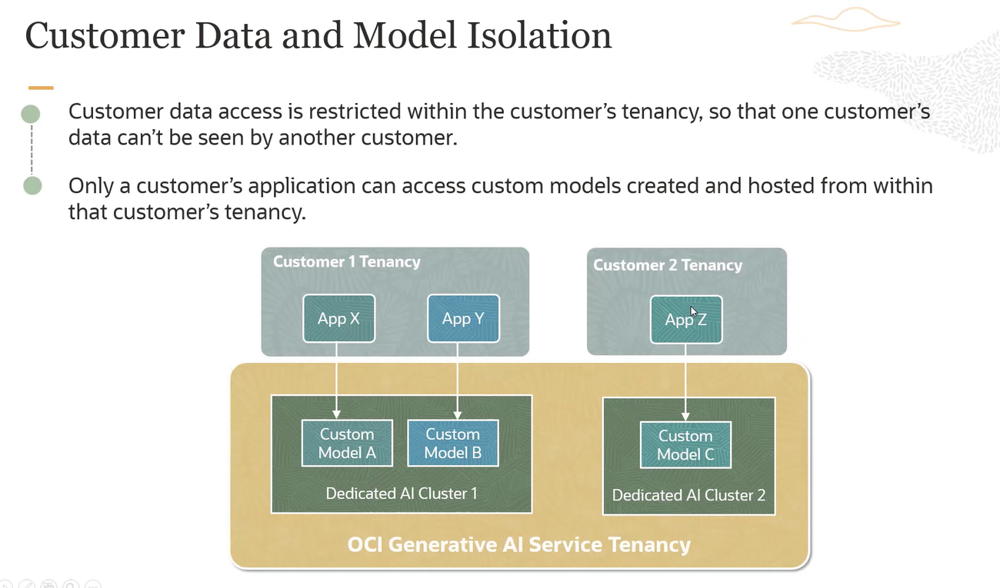 Customer Data and Model Isolation
Customer data access is restricted within the customer’s tenancy, so that one customer’s
data can’t be seen by another customer.
Only a customer’s application can access custom models created and hosted from within
that customer’s tenancy.
Customer 1 Tenancy
App X
App Y
Customer 2 Tenancy
App Z
Custom
Model A
Custom
Model B
Dedicated AI Cluster 1
Custom
Model C
Dedicated AI Cluster 2
OCI Generative AI Service Tenancy